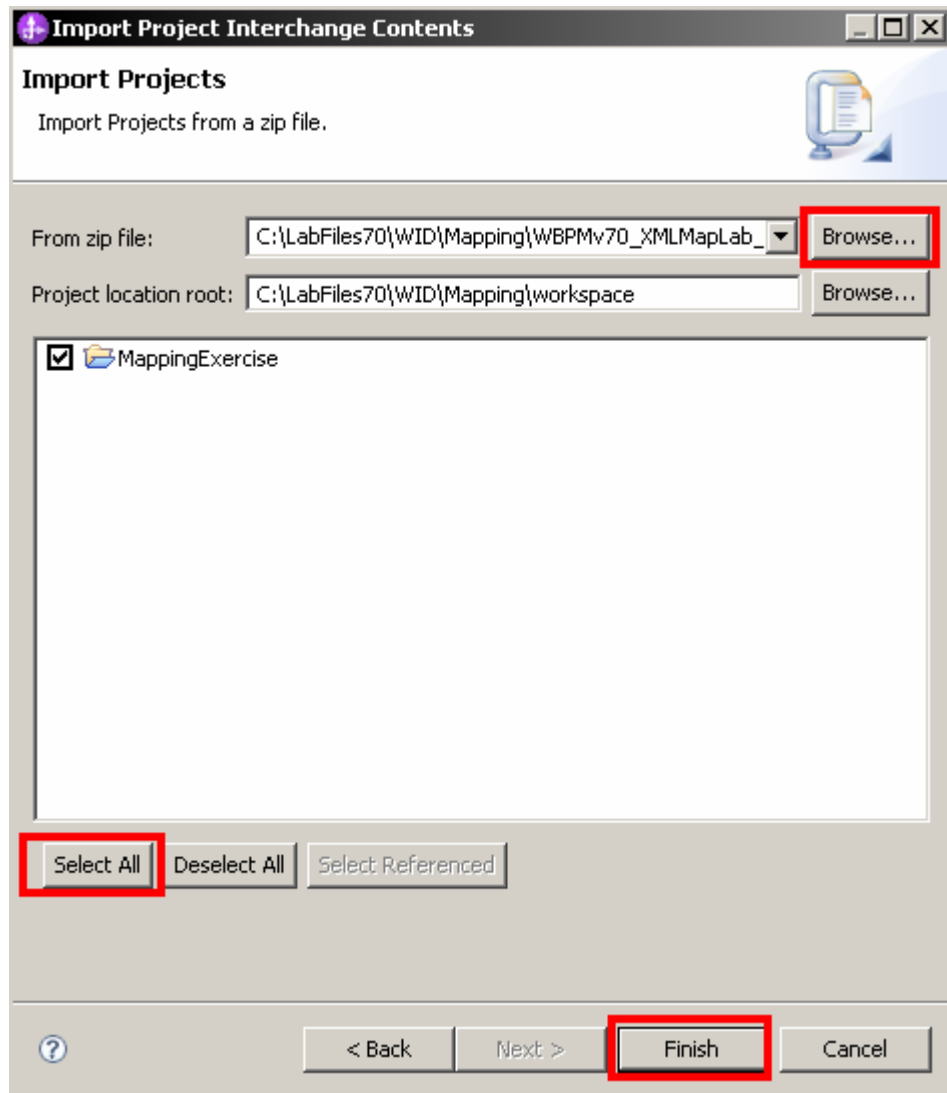 Import Project Interchange Contents
Import Projects
Import Projects from a zip file.
From zip file: C:\LabFiles70\WID\Mapping\WBPMv70_XMLMapLab_ Browse...
Project location root: C:\LabFiles70\WID\Mapping\workspace Browse...
MappingExercise
Select All Deselect All Select Referenced
? < Back Next > Finish Cancel